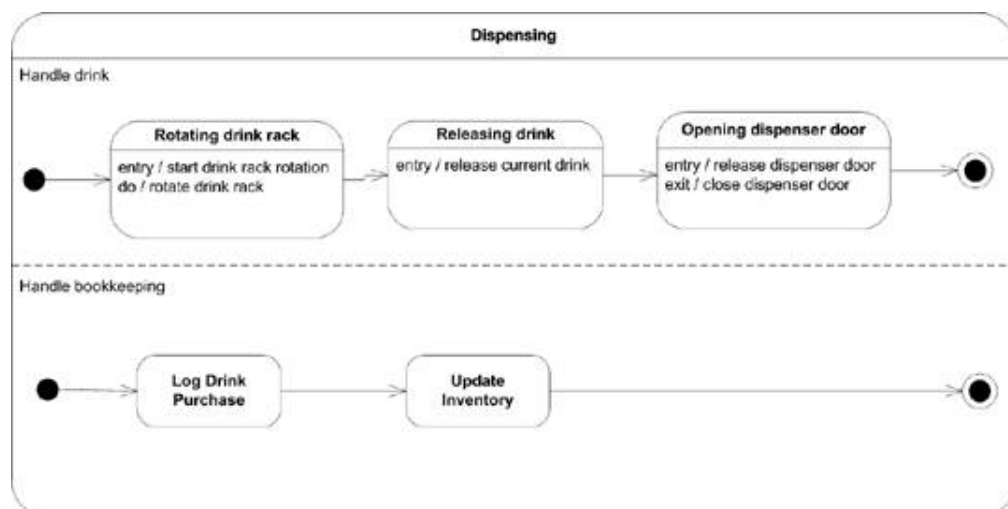 Dispensing
Handle drink
Rotating drink rack
entry / start drink rack rotation
do / rotate drink rack
Releasing drink
entry / release current drink
Opening dispenser door
entry / release dispenser door
exit / close dispenser door
Handle bookkeeping
Log Drink
Purchase
Update
Inventory